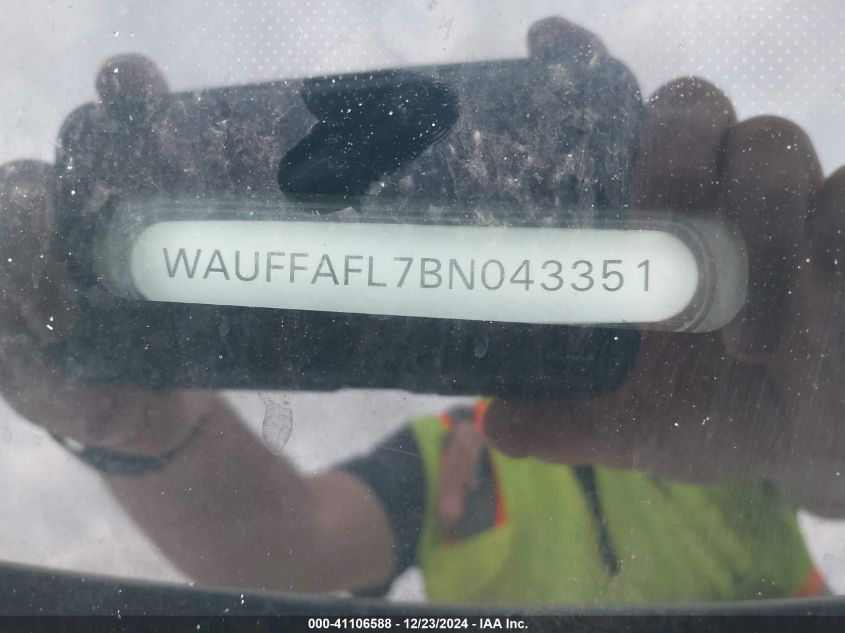 WAUFFAFL7BN043351
000-41106588 - 12/23/2024 - IAA Inc.